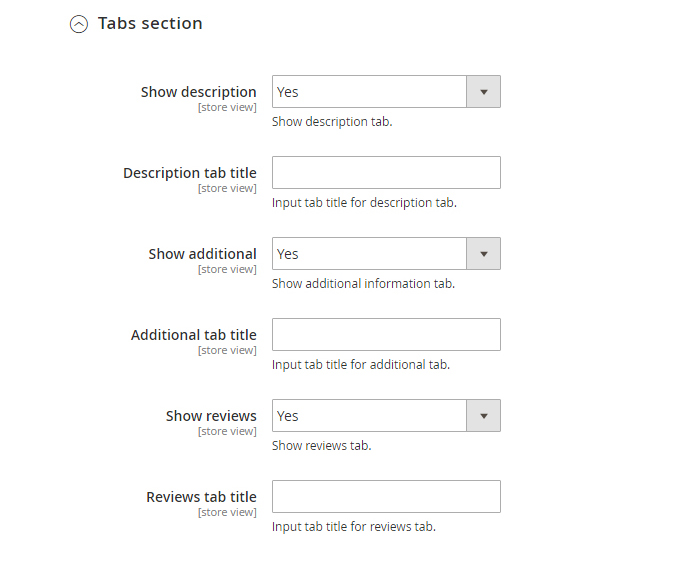 Tabs section
Show description
[store view]
Yes
Show description tab.
Description tab title
[store view]
Input tab title for description tab.
Show additional
[store view]
Yes
Show additional information tab.
Additional tab title
[store view]
Input tab title for additional tab.
Show reviews
[store view]
Yes
Show reviews tab.
Reviews tab title
[store view]
Input tab title for reviews tab.